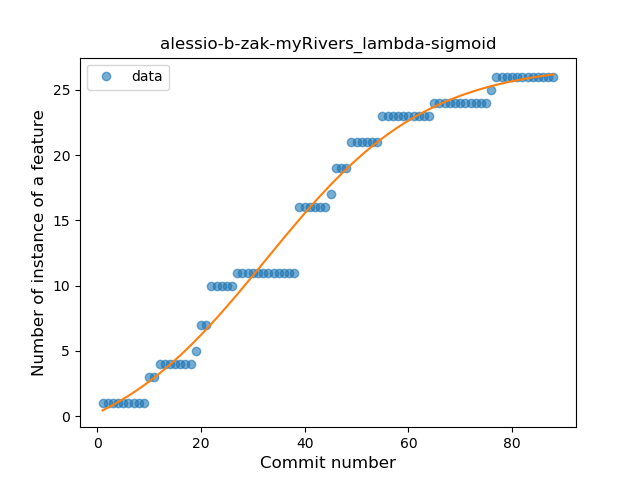 alessio-b-zak-myRivers_lambda-sigmoid
data
Number of instance of a feature
25
20
15
10
5
0
0 20 40 60 80
Commit number